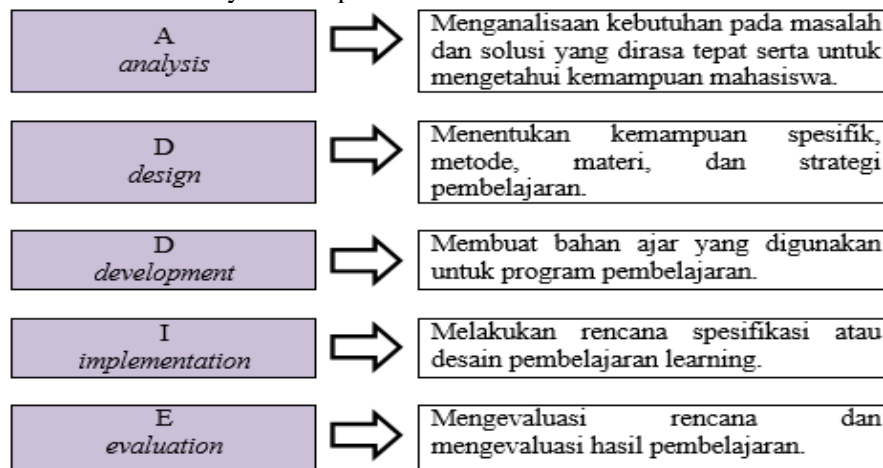 A
analysis
Menganalisaan kebutuhan pada masalah
dan solusi yang dirasa tepat serta untuk
mengetahui kemampuan mahasiswa.
D
design
Menentukan kemampuan spesifik,
metode, materi, dan strategi
pembelajaran.
D
development
Membuat bahan ajar yang digunakan
untuk program pembelajaran.
I
implementation
Melakukan rencana spesifikasi atau
desain pembelajaran learning.
E
evaluation
Mengevaluasi rencana dan
mengevaluasi hasil pembelajaran.